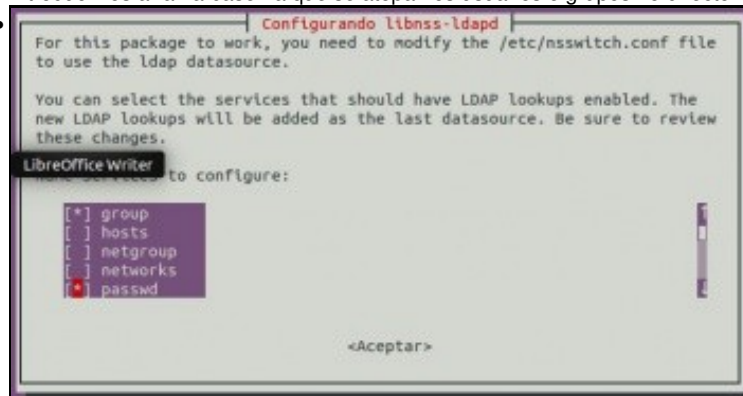 Configurando libnss-ldapd
For this package to work, you need to modify the /etc/nsswitch.conf file
to use the ldap datasource.
You can select the services that should have LDAP lookups enabled. The
new LDAP lookups will be added as the last datasource. Be sure to review
these changes.
LibreOffice Writer
services to configure:
[*] group
[ ] hosts
[ ] netgroup
[ ] networks
[*] passwd
<Aceptar>